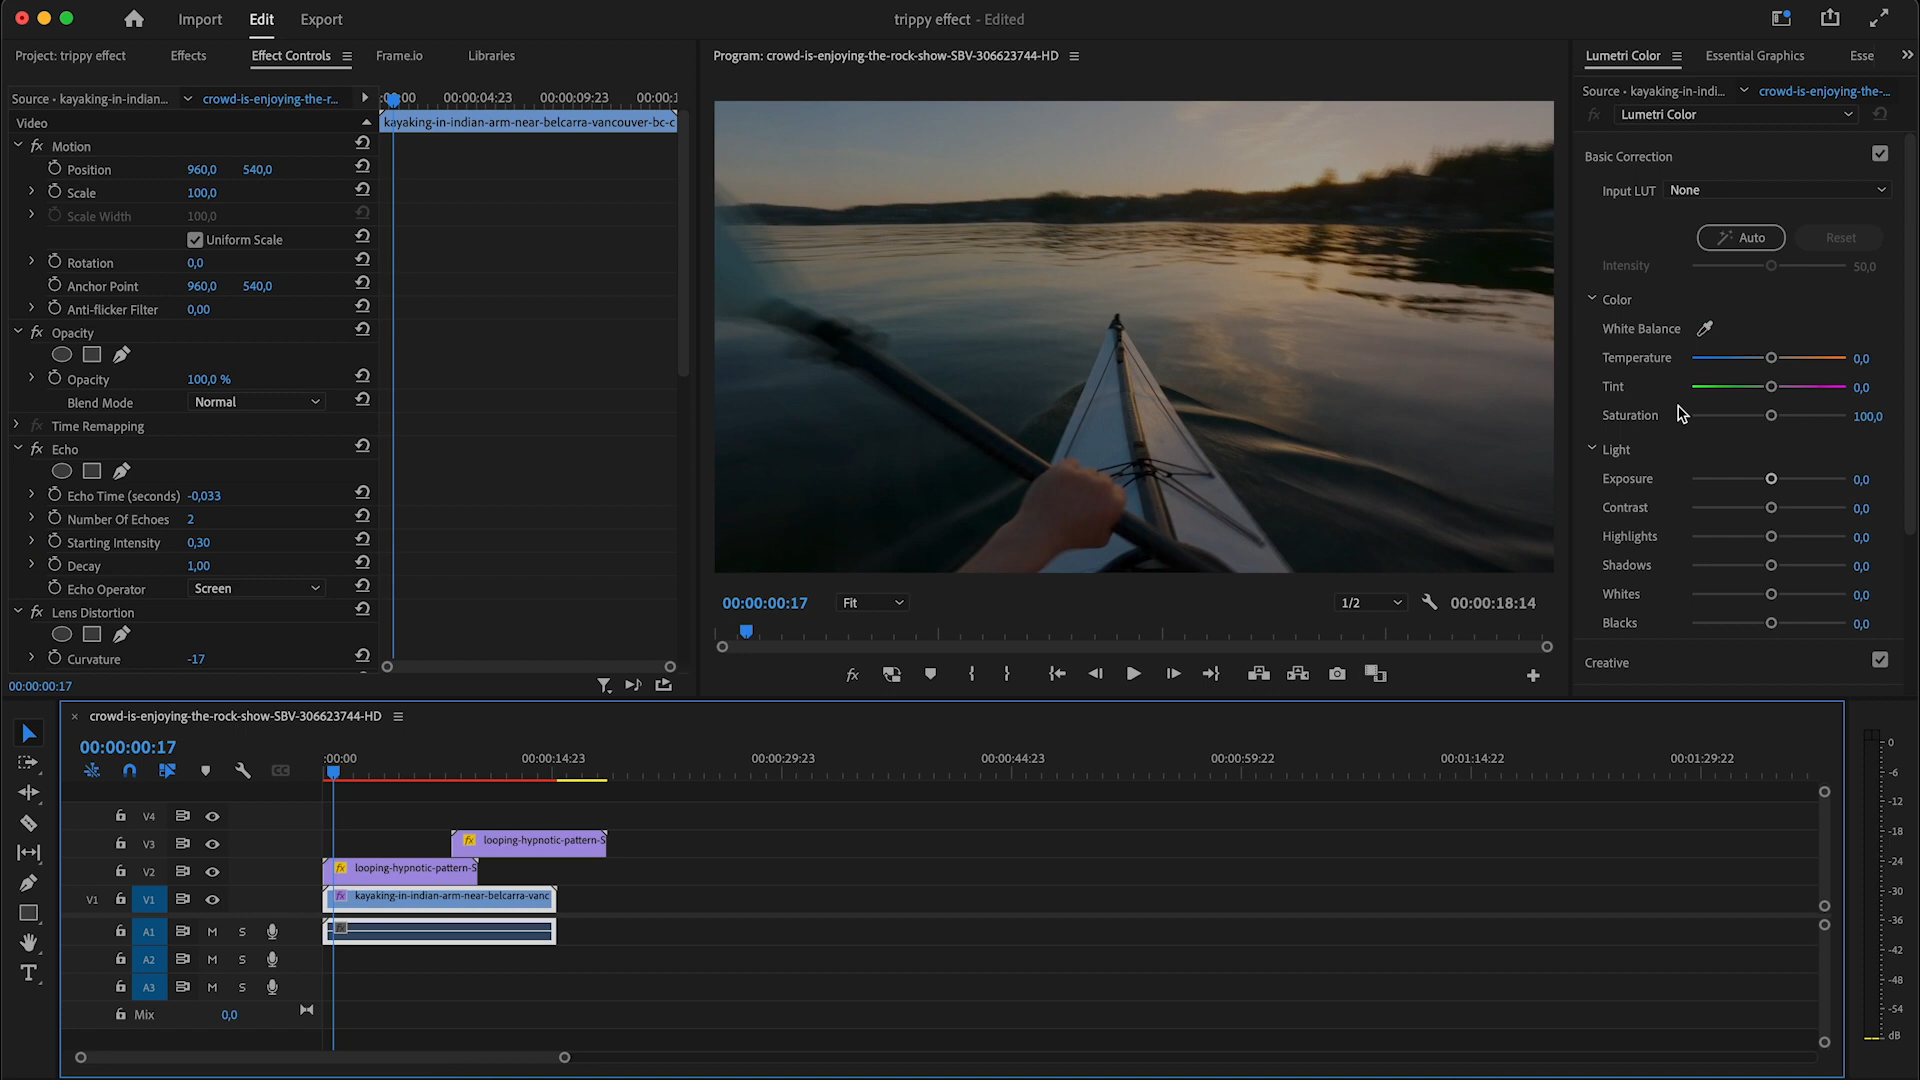 Import
Edit
Export
trippy effect - Edited
Project: trippy effect
Effects
Effect Controls
Frame.io
Libraries
Program: crowd-is-enjoying-the-rock-show-SBV-306623744-HD
Lumetri Color
Essential Graphics
Esse
Source • kayaking-in-indian...
crowd-is-enjoying-the-r...
:00:00
00:00:04:23
00:00:09:23
00:00:1
Video
kayaking-in-indian-arm-near-belcarra-vancouver-bc-c
fx Motion
Position 960,0 540,0
Scale 100,0
Scale Width 100,0
Uniform Scale
Rotation 0,0
Anchor Point 960,0 540,0
Anti-flicker Filter 0,00
fx Opacity
Opacity 100,0 %
Blend Mode Normal
fx Time Remapping
fx Echo
Echo Time (seconds) -0,033
Number Of Echoes 2
Starting Intensity 0,30
Decay 1,00
Echo Operator Screen
fx Lens Distortion
Curvature -17
00:00:00:17
00:00:00:17
Fit
1/2
00:00:18:14
fx
Source • kayaking-in-indi...
crowd-is-enjoying-the-...
fx Lumetri Color
Basic Correction
Input LUT None
Auto
Reset
Intensity 50,0
Color
White Balance
Temperature 0,0
Tint 0,0
Saturation 100,0
Light
Exposure 0,0
Contrast 0,0
Highlights 0,0
Shadows 0,0
Whites 0,0
Blacks 0,0
Creative
crowd-is-enjoying-the-rock-show-SBV-306623744-HD
00:00:00:17
CC
:00:00
00:00:14:23
00:00:29:23
00:00:44:23
00:00:59:22
00:01:14:22
00:01:29:22
V4
V3
fx looping-hypnotic-pattern-S
V2
fx looping-hypnotic-pattern-S
V1 V1
fx kayaking-in-indian-arm-near-belcarra-vanc
A1 M S
fx
A2 M S
A3 M S
Mix 0,0
T
0
-6
-12
-18
-24
-30
-36
-42
-48
-54
dB